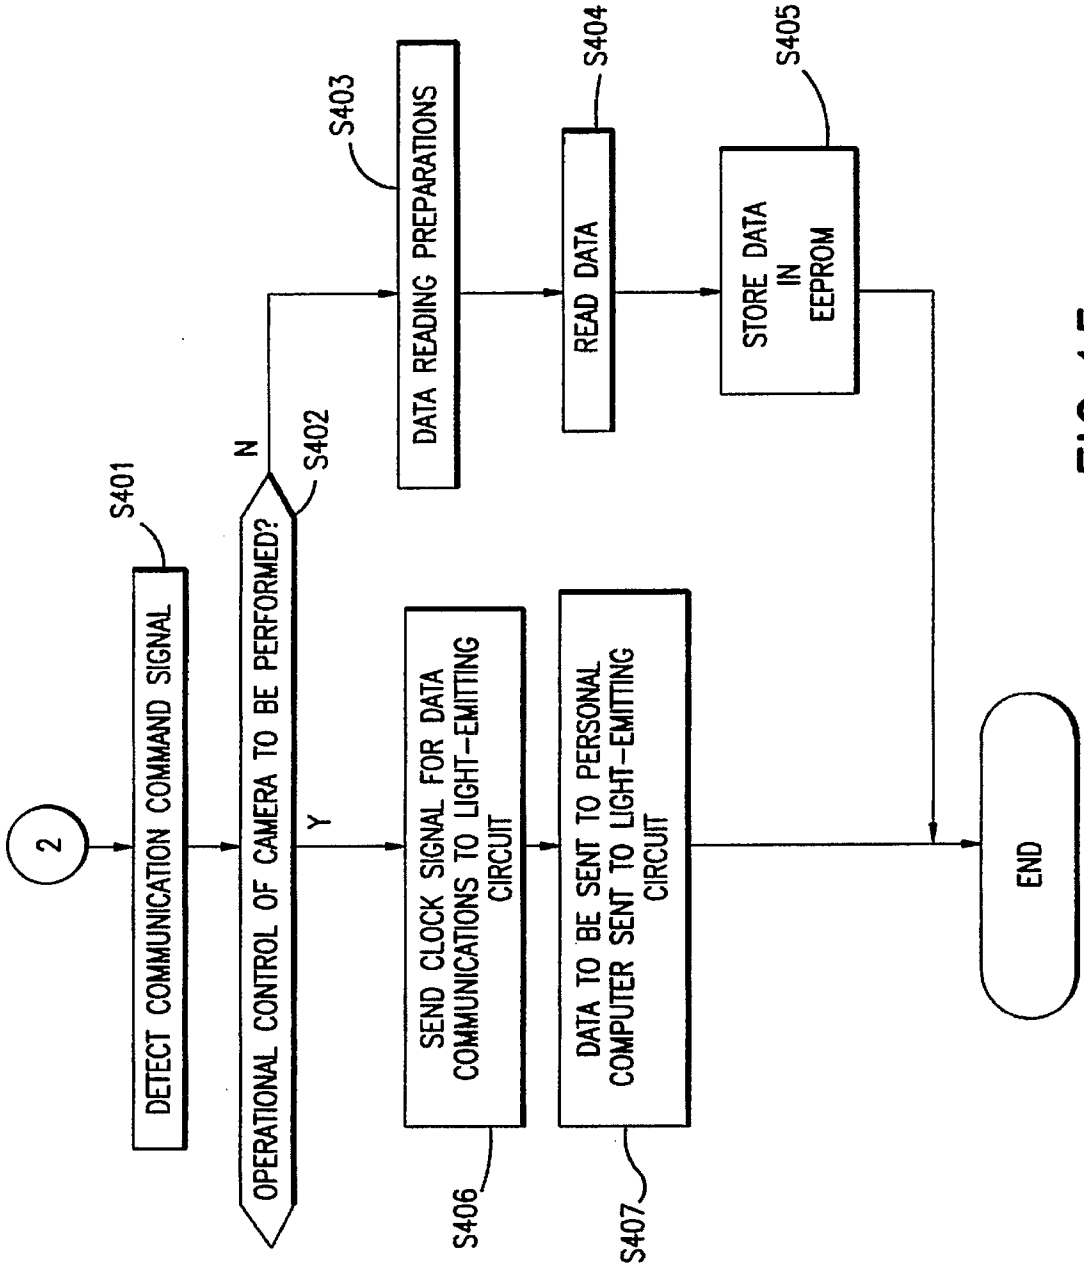 2
S401
DETECT COMMUNICATION COMMAND SIGNAL
OPERATIONAL CONTROL OF CAMERA TO BE PERFORMED?
S402
N
Y
S403
DATA READING PREPARATIONS
S404
READ DATA
S405
STORE DATA
IN
EEPROM
S406
SEND CLOCK SIGNAL FOR DATA
COMMUNICATIONS TO LIGHT-EMITTING
CIRCUIT
S407
DATA TO BE SENT TO PERSONAL
COMPUTER SENT TO LIGHT-EMITTING
CIRCUIT
END